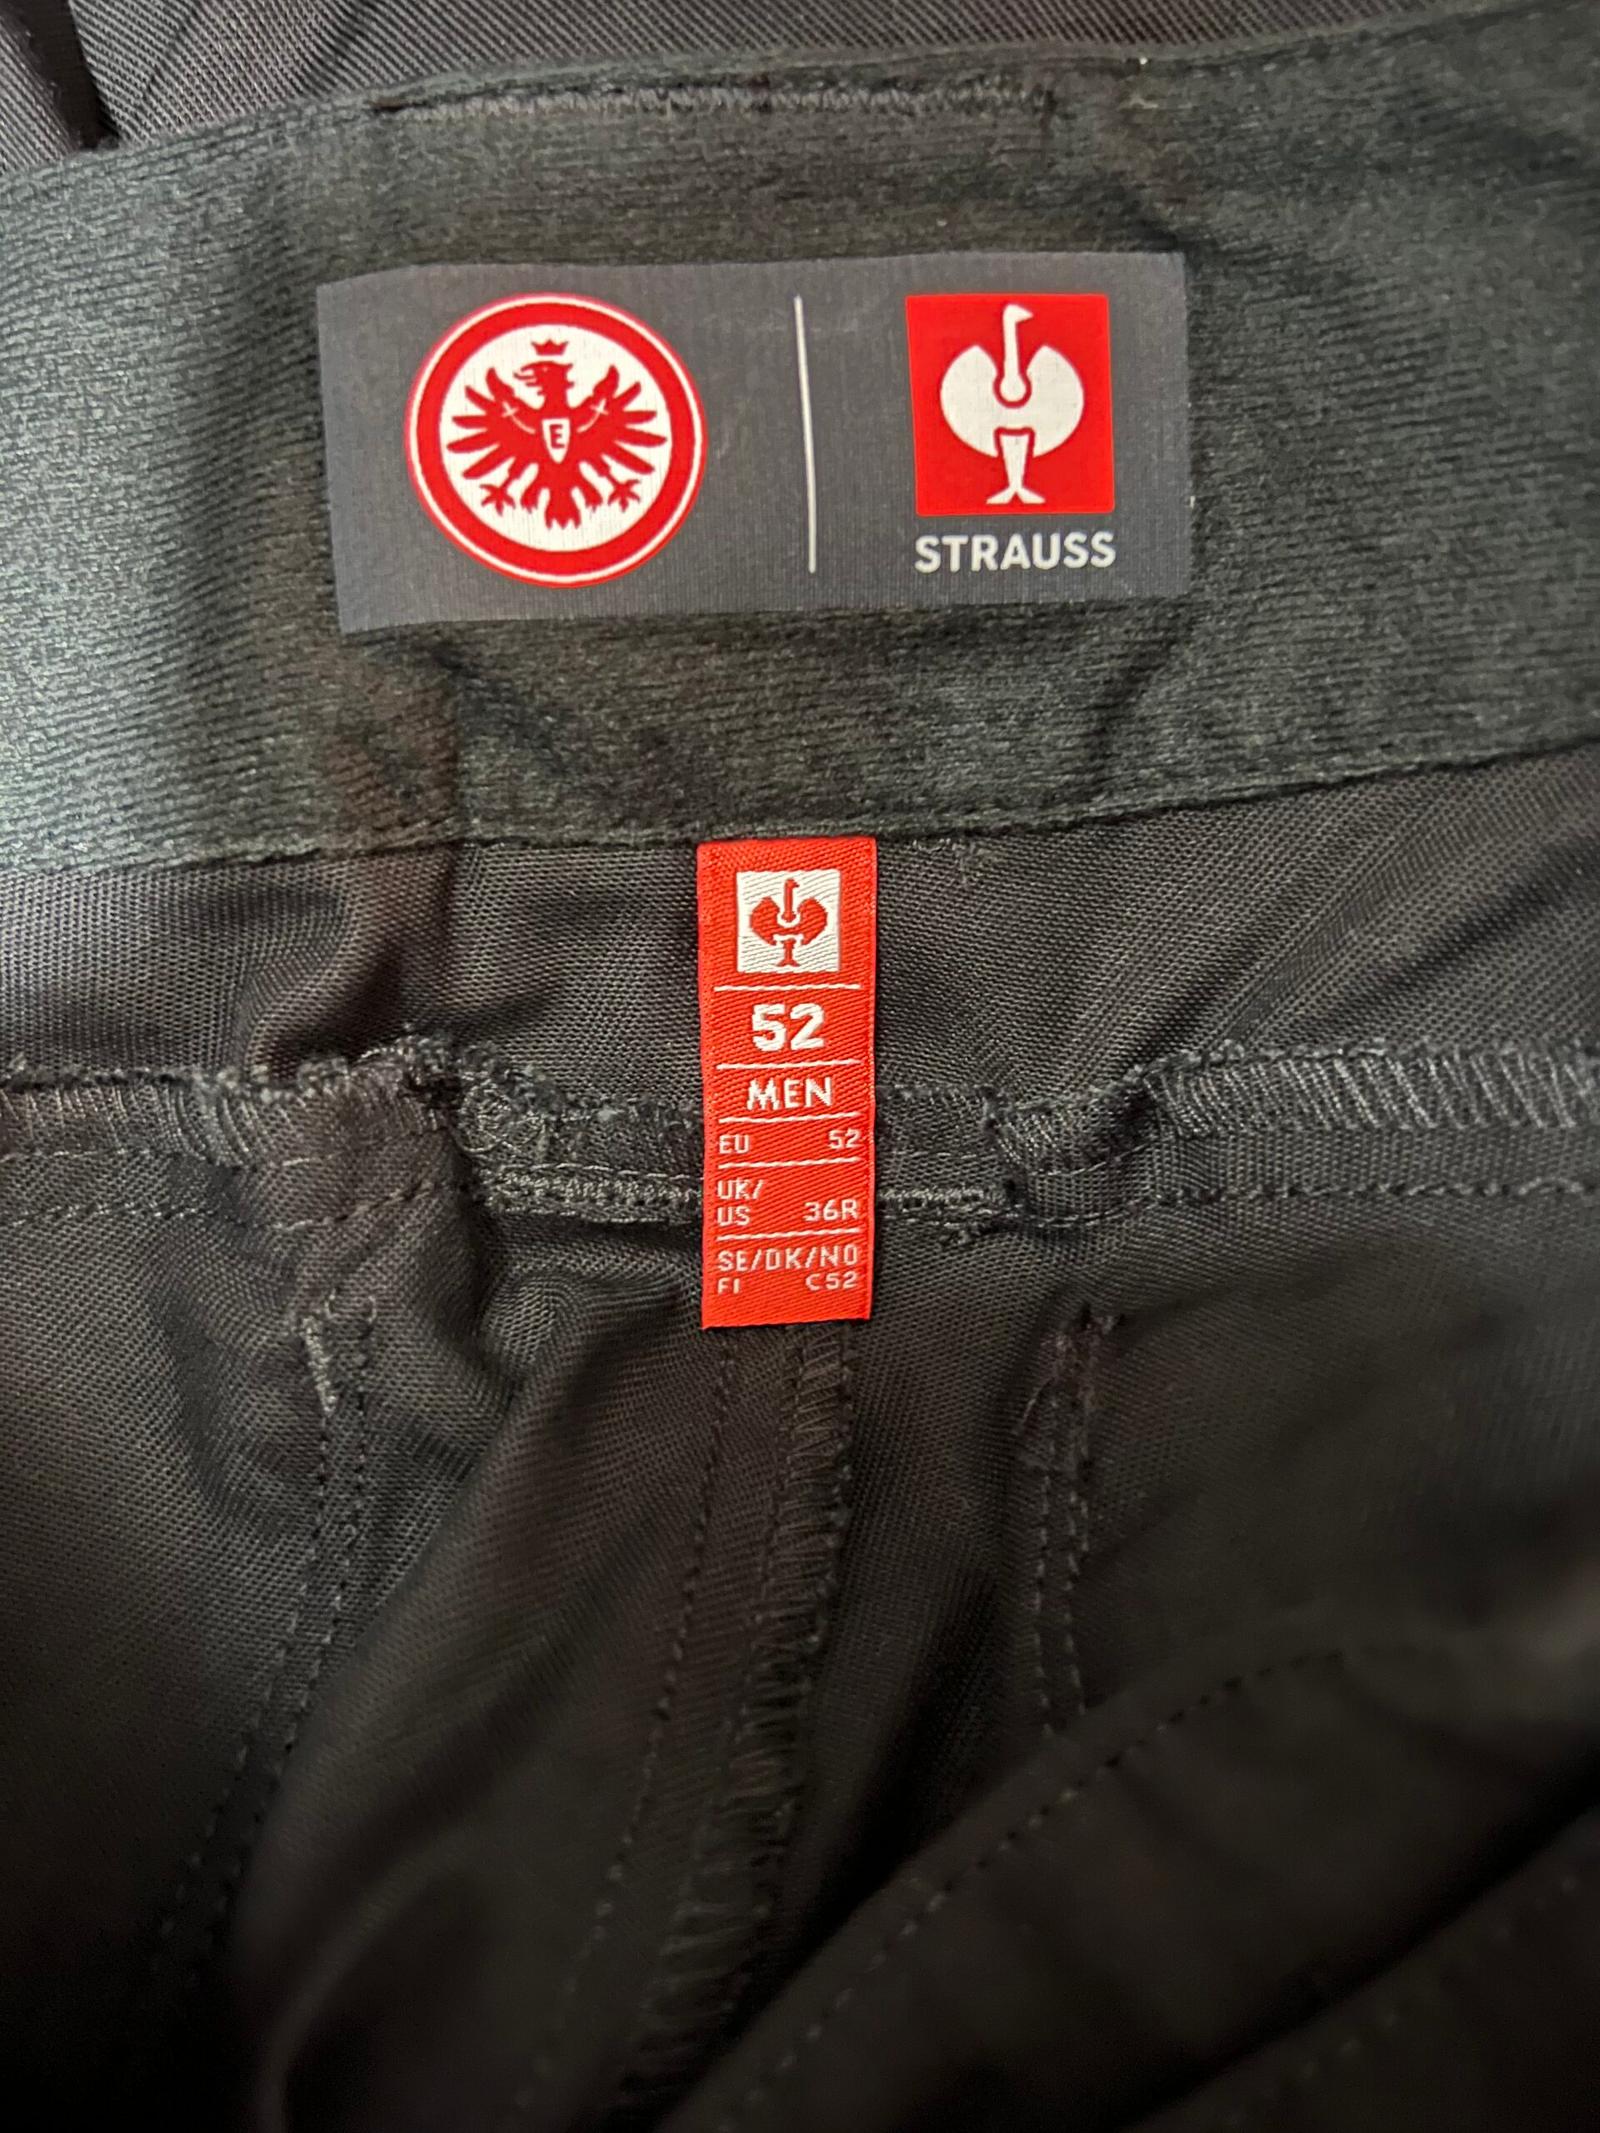 E
STRAUSS
52
MEN
EU 52
UK/
US 36R
SE/DK/NO
FI C52